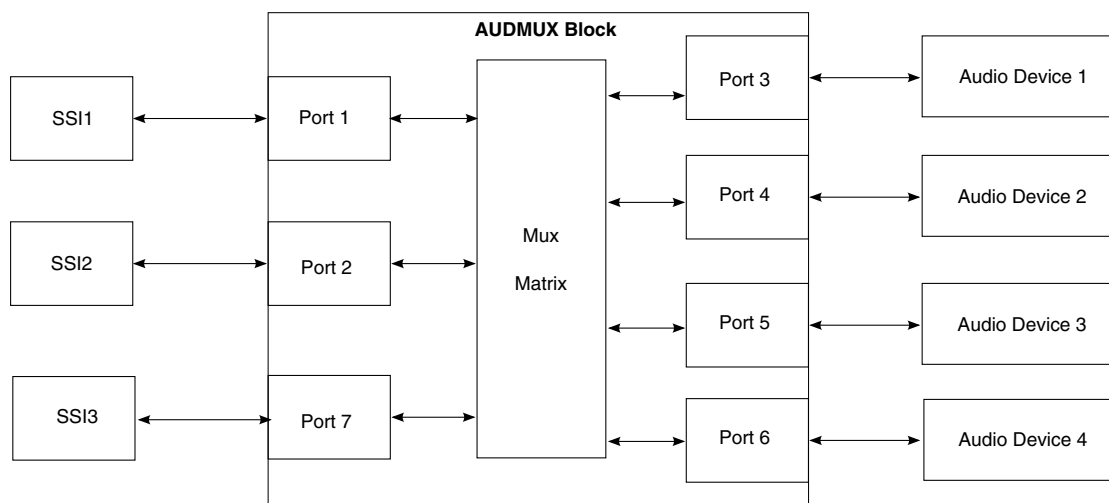 AUDMUX Block
SSI1
Port 1
Port 3
Audio Device 1
SSI2
Port 2
Mux
Matrix
Port 4
Audio Device 2
Port 5
Audio Device 3
SSI3
Port 7
Port 6
Audio Device 4